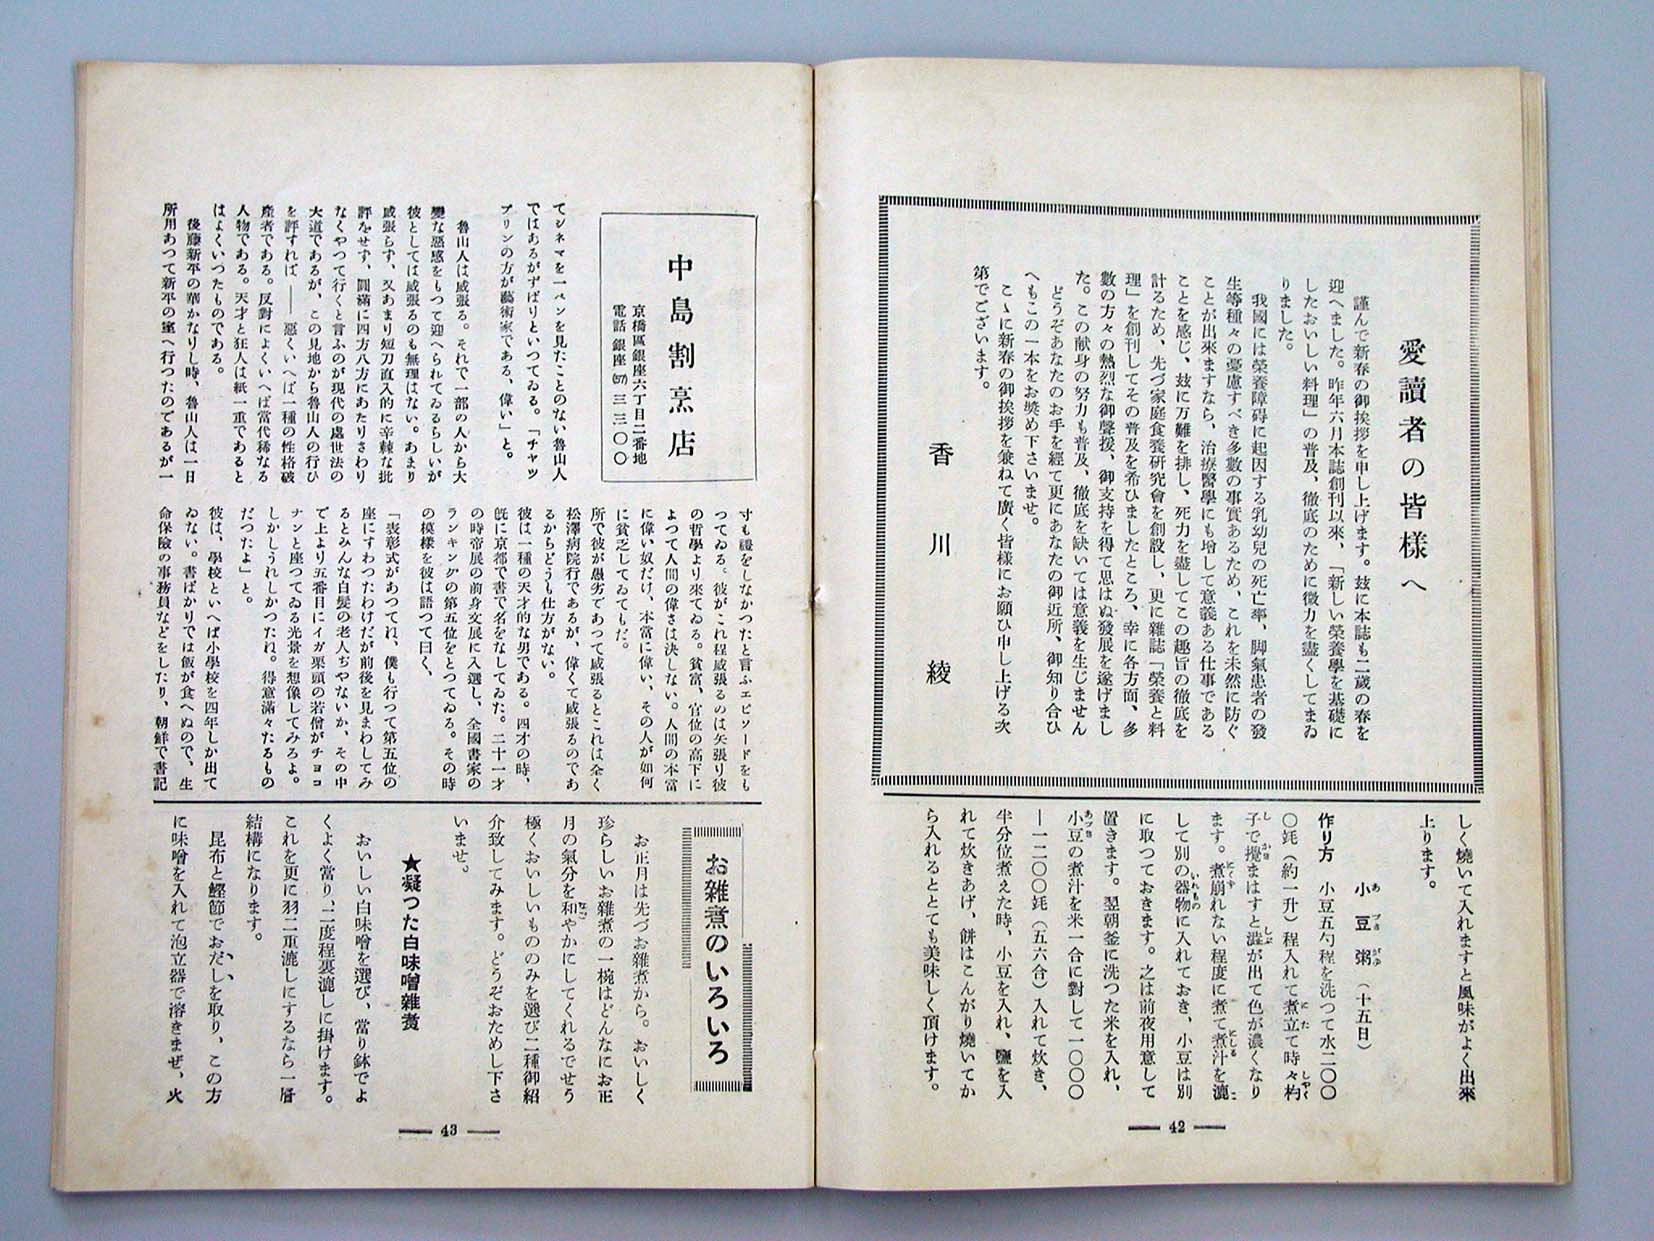 愛讀者の皆樣へ
謹んで新春の御挨拶を申し上げます。玆に本誌も二歲の春を
迎へました。昨年六月本誌創刊以來、「新しい榮養學を基礎に
したおいしい料理」の普及、徹底のために微力を盡くしてまゐ
りました。
我國には榮養障碍に起因する乳幼兒の死亡率、脚氣患者の發
生等種々の憂慮すべき多數の事實あるため、これを未然に防ぐ
ことが出來ますなら、治療醫學にも增して意義ある仕事である
ことを感じ、玆に万難を排し、死力を盡してこの趣旨の徹底を
計るため、先づ家庭食養硏究會を創設し、更に雜誌「榮養と料
理」を創刊してその普及を希ひましたところ、幸に各方面、多
數の方々の熱烈な御聲援、御支持を得て思はぬ發展を遂げまし
た。この献身の努力も普及、徹底を缺いては意義を生じません
どうぞあなたのお手を經て更にあなたの御近所、御知り合ひ
へもこの一本をお奬め下さいませ。
こゝに新春の御挨拶を兼ねて廣く皆樣にお願ひ申し上げる次
第でございます。
香川綾
しく燒いて入れますと風味がよく出來
上ります。
小豆粥（十五日）
作り方　小豆五勺程を洗つて水二〇〇
〇竓（約一升）程入れて煮立て時々杓
子で攪まはすと澁が出て色が濃くなり
ます。煮崩れない程度に煮て煮汁を漉
して別の器物に入れておき、小豆は別
に取つておきます。之は前夜用意して
置きます。翌朝釜に洗つた米を入れ、
小豆の煮汁を米一合に對して一〇〇〇
―一二〇〇竓（五六合）入れて炊き、
半分位煮えた時、小豆を入れ、鹽を入
れて炊きあげ、餠はこんがり燒いてか
ら入れるととても美味しく頂けます。
42
中島割烹店
京橋區銀座六丁目二番地
電話銀座(57)三三〇〇
てシネマを一ペンを見たことのない魯山人
ではあるがずばりといつてゐる。「チャツ
プリンの方が藝術家である、偉い」と。
魯山人は威張る。それで一部の人から大
變な惡感をもつて迎へられてゐるらしいが
彼としては威張るのも無理はない。あまり
威張らず、又あまり短刀直入的に辛辣な批
評をせず、圓滿に四方八方にあたりさわり
なくやつて行くと言ふのが現代の處世法の
大道であるが、この見地から魯山人の行ひ
を評すれば――惡くいへば一種の性格破
產者である。反對によくいへば當代稀なる
人物である。天才と狂人は紙一重であると
はよくいつたものである。
後藤新平の華かなりし時、魯山人は一日
所用あつて新平の室へ行つたのであるが一
寸も禮をしなかつたと言ふエピソードをも
つてゐる。彼がこれ程威張るのは矢張り彼
の哲學より來てゐる。貧富、官位の高下に
よつて人間の偉さは決しない。人間の本當
に偉い奴だけ、本當に偉い、その人が如何
に貧乏してゐてもだ。
所で彼が愚劣であつて威張るとこれは全く
松澤病院行であるが、偉くて威張るのであ
るからどうも仕方がない。
彼は一種の天才的な男である。四才の時、
旣に京都で書で名をなしてゐた。二十一才
の時帝展の前身文展に入選し、全國書家の
ランキングの第五位をとつてゐる。その時
の模樣を彼は語つて曰く、
「表彰式があつてね、僕も行つて第五位の
座にすわつたわけだが前後を見まわしてみ
るとみんな白髮の老人ぢやないか、その中
で上より五番目にイガ栗頭の若僧がチョコ
ナンと座つてゐる光景を想像してみろよ。
しかしうれしかつたね。得意滿々たるもの
だつたよ」と。
彼は、學校といへば小學校を四年しか出て
ゐない。書ばかりでは飯が食へぬので、生
命保險の事務員などをしたり、朝鮮で書記
お雜煮のいろいろ
お正月は先づお雜煮から。おいしく
珍らしいお雜煮の一椀はどんなにお正
月の氣分を和やかにしてくれるでせう
極くおいしいもののみを選び二種御紹
介致してみます。どうぞおためし下さ
いませ。
★凝つた白味噌雜煑
おいしい白味噌を選び、當り鉢でよ
くよく當り、二度程裏漉しに掛けます。
これを更に羽二重漉しにするなら一層
結構になります。
昆布と鰹節でおだしを取り、この方
に味噌を入れて泡立器で溶きまぜ、火
43